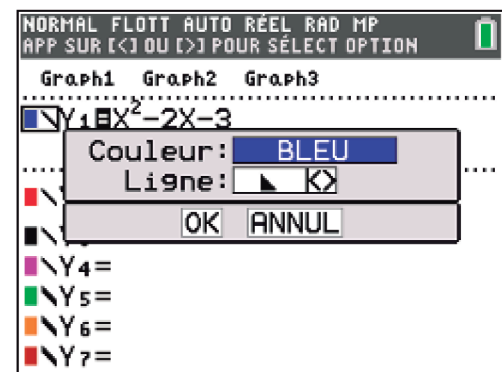 NORMAL FLOTT AUTO RÉEL RAD MP
APP SUR [<] OU [>] POUR SÉLECT OPTION
Graph1 Graph2 Graph3
Y1=X²-2X-3
Couleur: BLEU
Ligne:
OK ANNUL
Y4=
Y5=
Y6=
Y7=